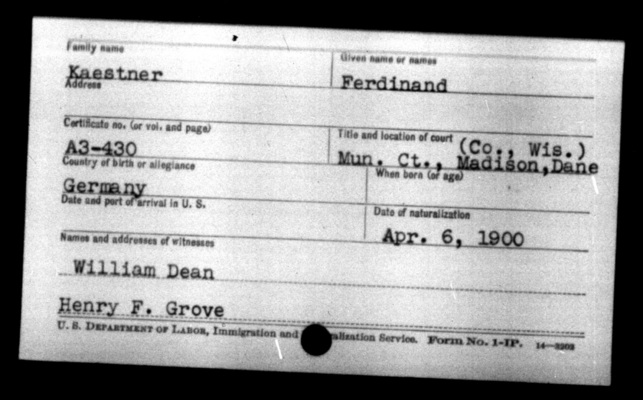 Family name
Given name or names
Kaestner
Ferdinand
Address
Certificate no. (or vol. and page)
Title and location of court (Co., Wis.)
A3-430
Mun. Ct., Madison,Dane
Country of birth or allegiance
When born (or age)
Germany
Date and port of arrival in U. S.
Date of naturalization
Apr. 6, 1900
Names and addresses of witnesses
William Dean
Henry F. Grove
U. S. Department of Labor, Immigration and alization Service. Form No. 1-IP. 14—3202